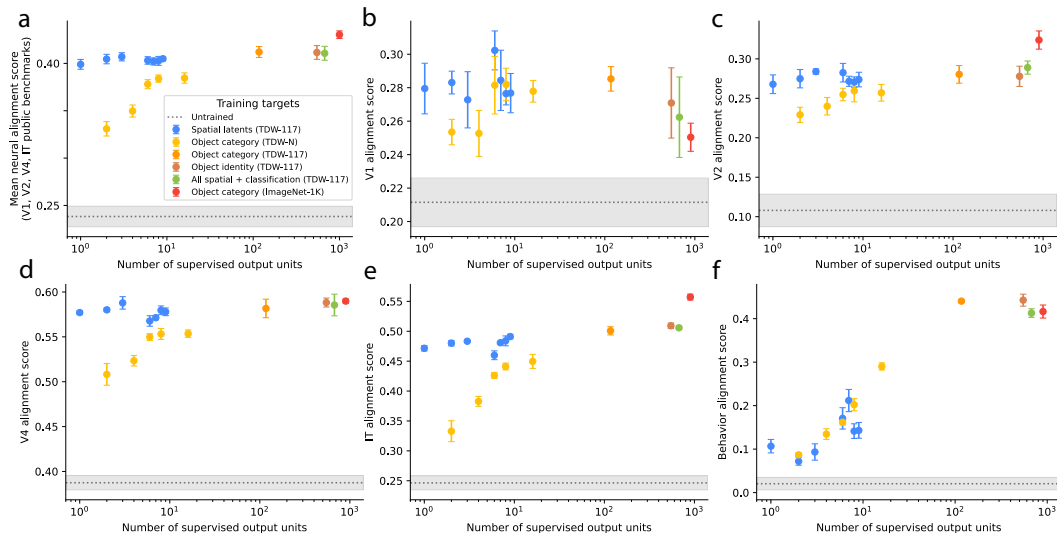 a
Mean neural alignment score
(V1, V2, V4, IT public benchmarks)
0.40
0.25
Training targets
Untrained
Spatial latents (TDW-117)
Object category (TDW-N)
Object category (TDW-117)
Object identity (TDW-117)
All spatial + classification (TDW-117)
Object category (ImageNet-1K)
10⁰ 10¹ 10² 10³
Number of supervised output units
b
V1 alignment score
0.30
0.28
0.26
0.24
0.22
0.20
10⁰ 10¹ 10² 10³
Number of supervised output units
c
V2 alignment score
0.35
0.30
0.25
0.20
0.15
0.10
10⁰ 10¹ 10² 10³
Number of supervised output units
d
V4 alignment score
0.60
0.55
0.50
0.45
0.40
10⁰ 10¹ 10² 10³
Number of supervised output units
e
IT alignment score
0.55
0.50
0.45
0.40
0.35
0.30
0.25
10⁰ 10¹ 10² 10³
Number of supervised output units
f
Behavior alignment score
0.4
0.3
0.2
0.1
0.0
10⁰ 10¹ 10² 10³
Number of supervised output units